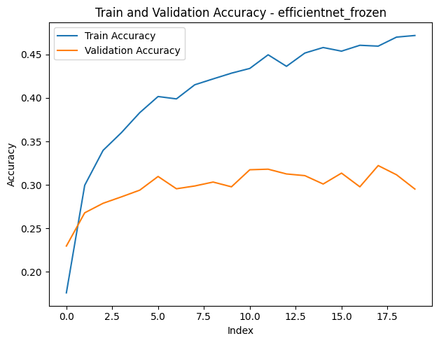 Train and Validation Accuracy - efficientnet_frozen
Train Accuracy
Validation Accuracy
Accuracy
0.45
0.40
0.35
0.30
0.25
0.20
0.0 2.5 5.0 7.5 10.0 12.5 15.0 17.5
Index